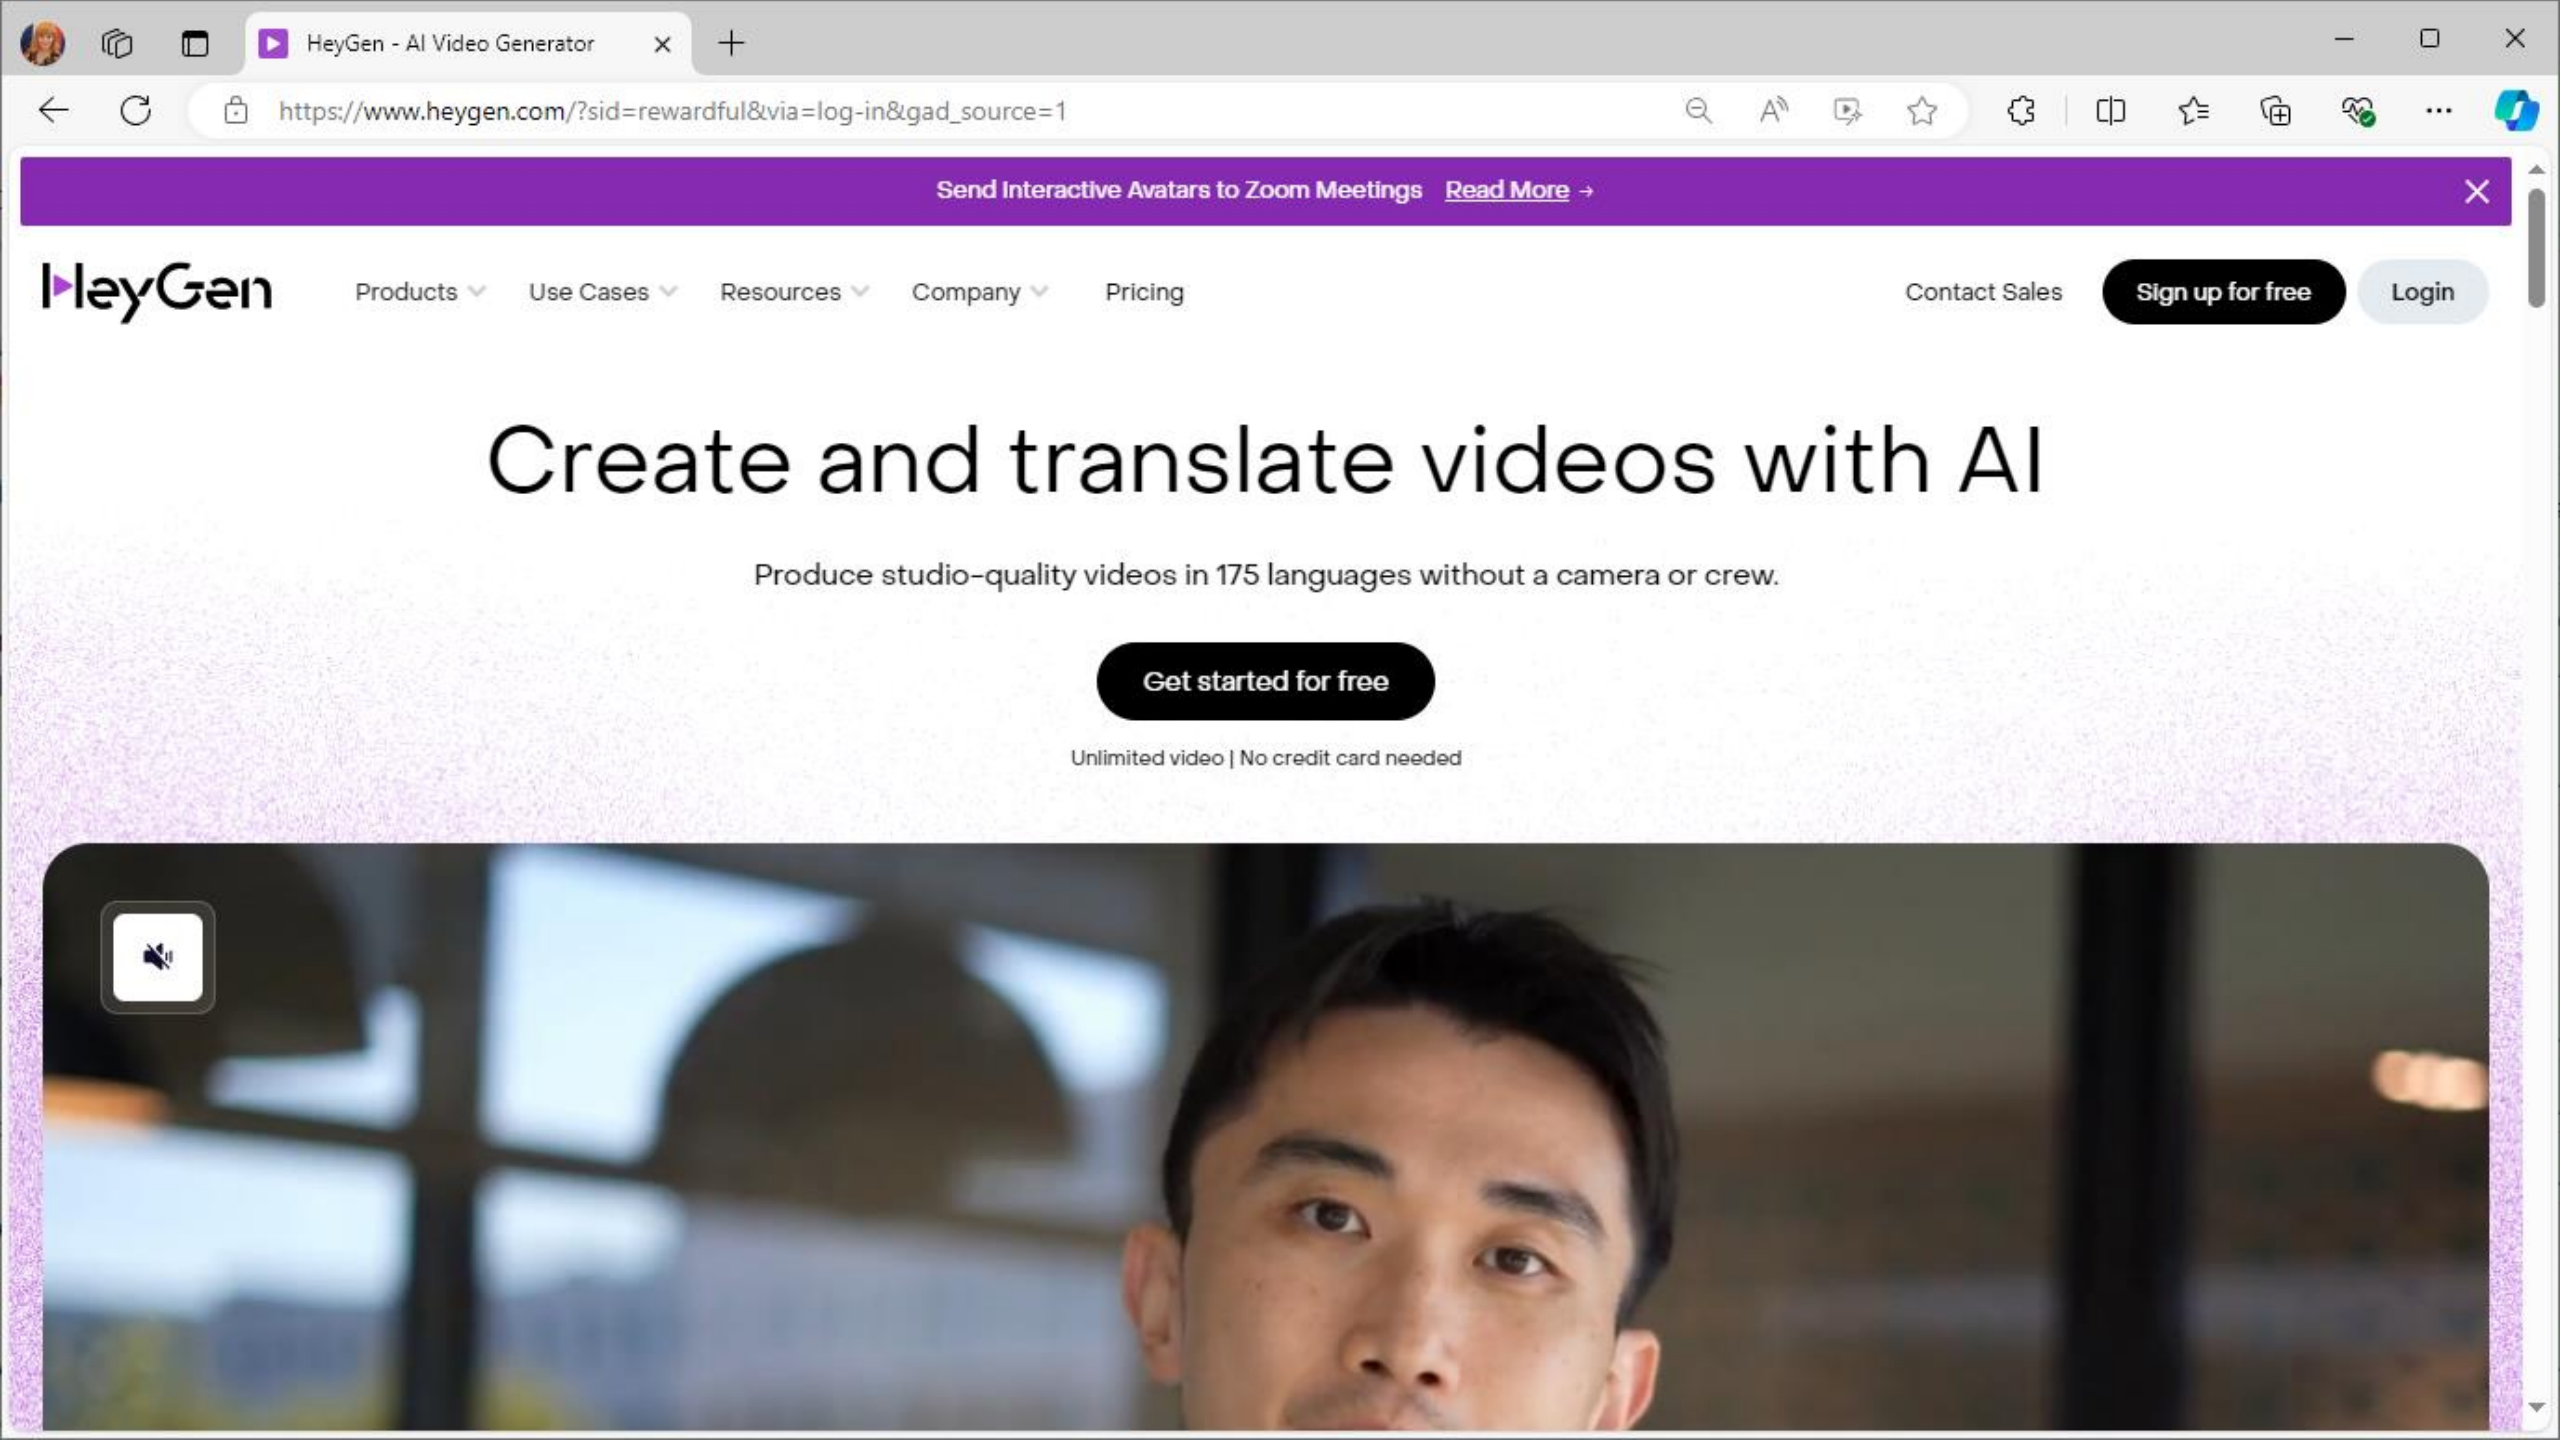 HeyGen - AI Video Generator
https://www.heygen.com/?sid=rewardful&via=log-in&gad_source=1
Send Interactive Avatars to Zoom Meetings Read More →
HeyGen Products Use Cases Resources Company Pricing Contact Sales Sign up for free Login
Create and translate videos with AI
Produce studio-quality videos in 175 languages without a camera or crew.
Get started for free
Unlimited video | No credit card needed